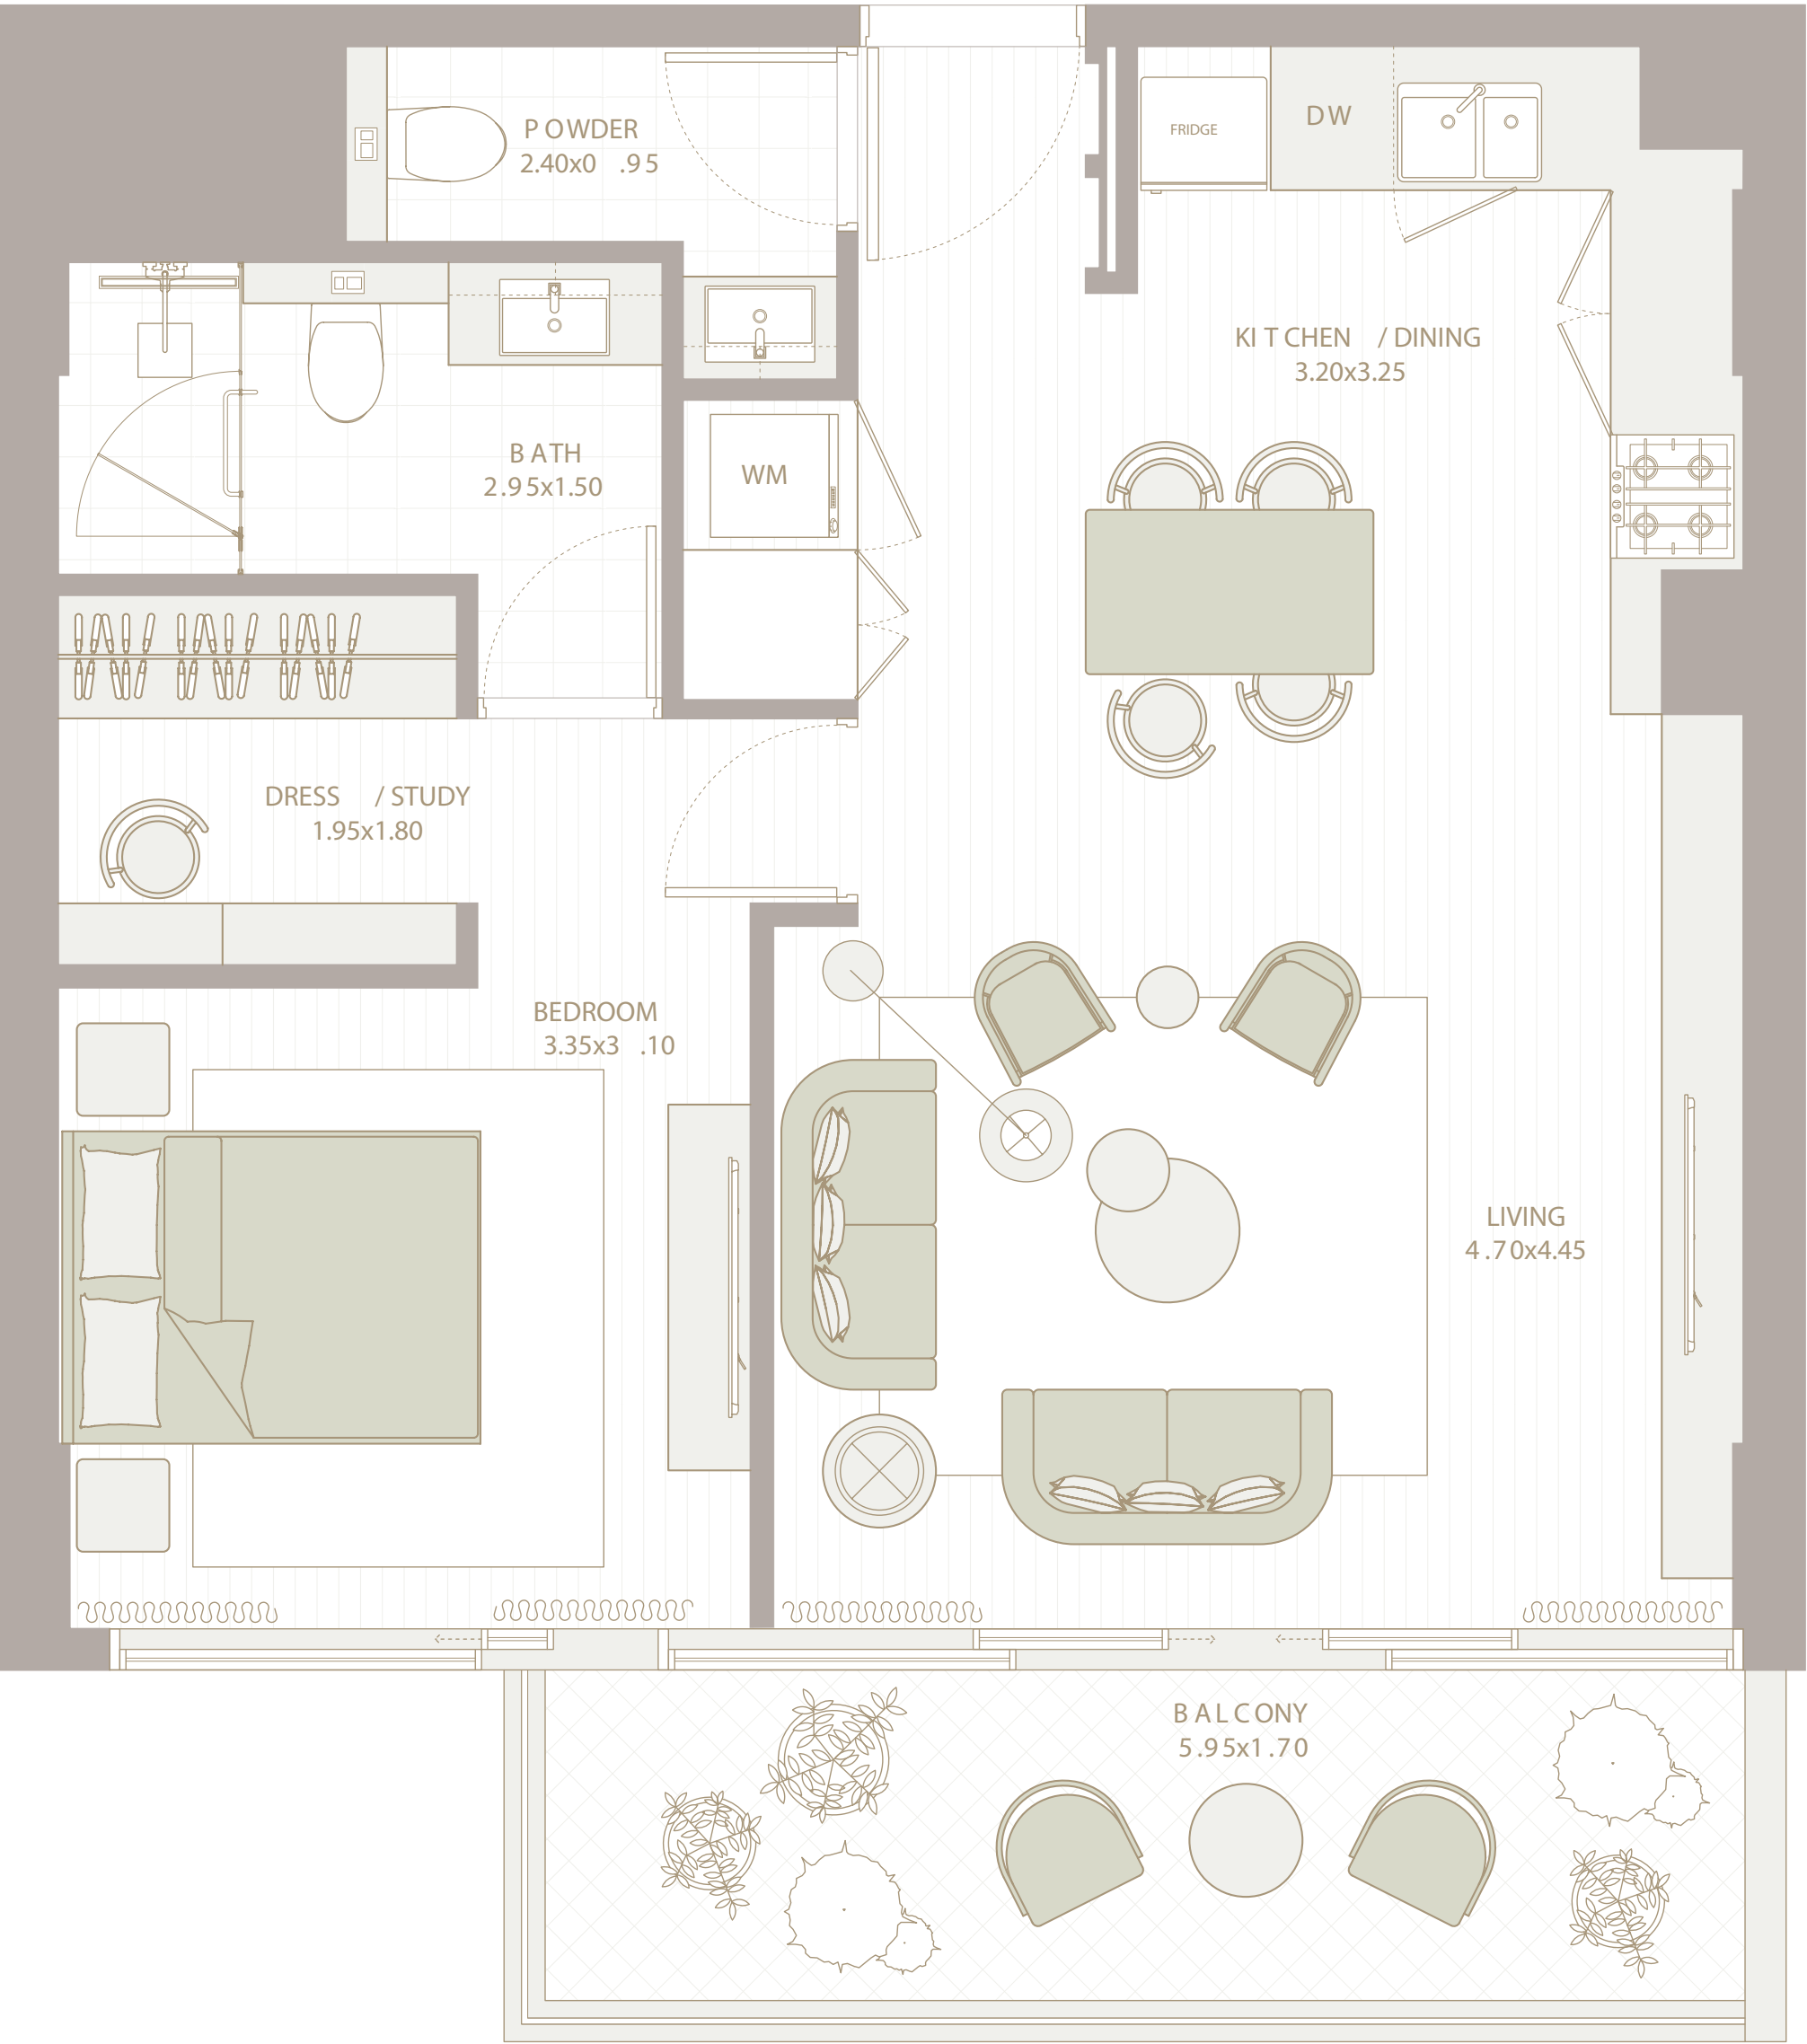 POWDER
2.40x0 .95
FRIDGE
DW
KITCHEN / DINING
3.20x3.25
BATH
2.95x1.50
WM
DRESS / STUDY
1.95x1.80
BEDROOM
3.35x3 .10
LIVING
4.70x4.45
BALCONY
5.95x1.70